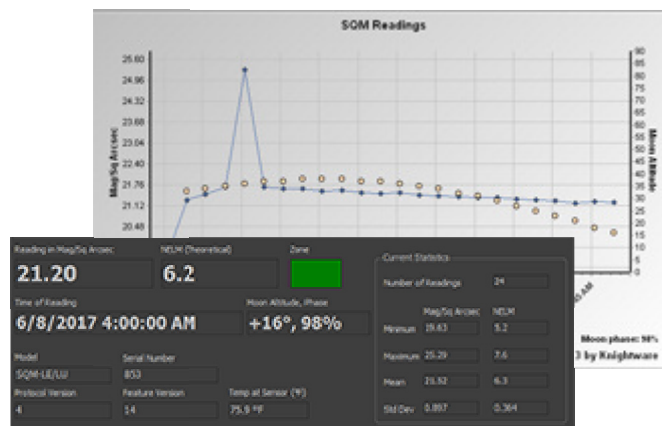 SQM Readings
Mag/Sq Arcsec
25.60
24.96
24.32
23.68
23.04
22.40
21.76
21.12
20.48
Moon Altitude
90
85
80
75
70
65
60
55
50
45
40
35
30
25
20
15
10
5
0
AM
Moon phase: 98%
3 by Knightware
Reading in Mag/Sq Arcsec NELM (Theoretical) Zone
21.20 6.2
Time of Reading Moon Altitude, Phase
6/8/2017 4:00:00 AM +16°, 98%
Model Serial Number
SQM-LE/LU 853
Protocol Version Feature Version Temp at Sensor (°F)
4 14 75.9 °F
Current Statistics
Number of Readings 24
Mag/Sq Arcsec NELM
Minimum 19.63 5.2
Maximum 25.29 7.6
Mean 21.52 6.3
Std Dev 0.897 0.364